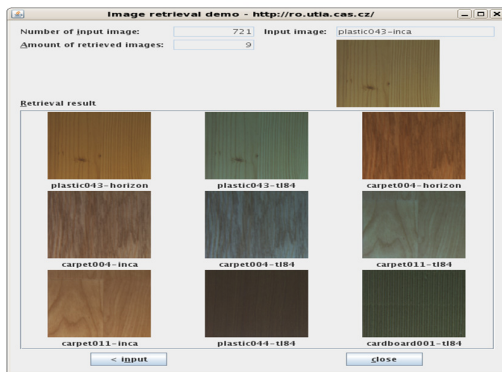 Image retrieval demo - http://ro.utia.cas.cz/
Number of input image: 721 Input image: plastic043-inca
Amount of retrieved images: 9
Retrieval result
plastic043-horizon plastic043-tl84 carpet004-horizon
carpet004-inca carpet004-tl84 carpet011-tl84
carpet011-inca plastic044-tl84 cardboard001-tl84
< input close